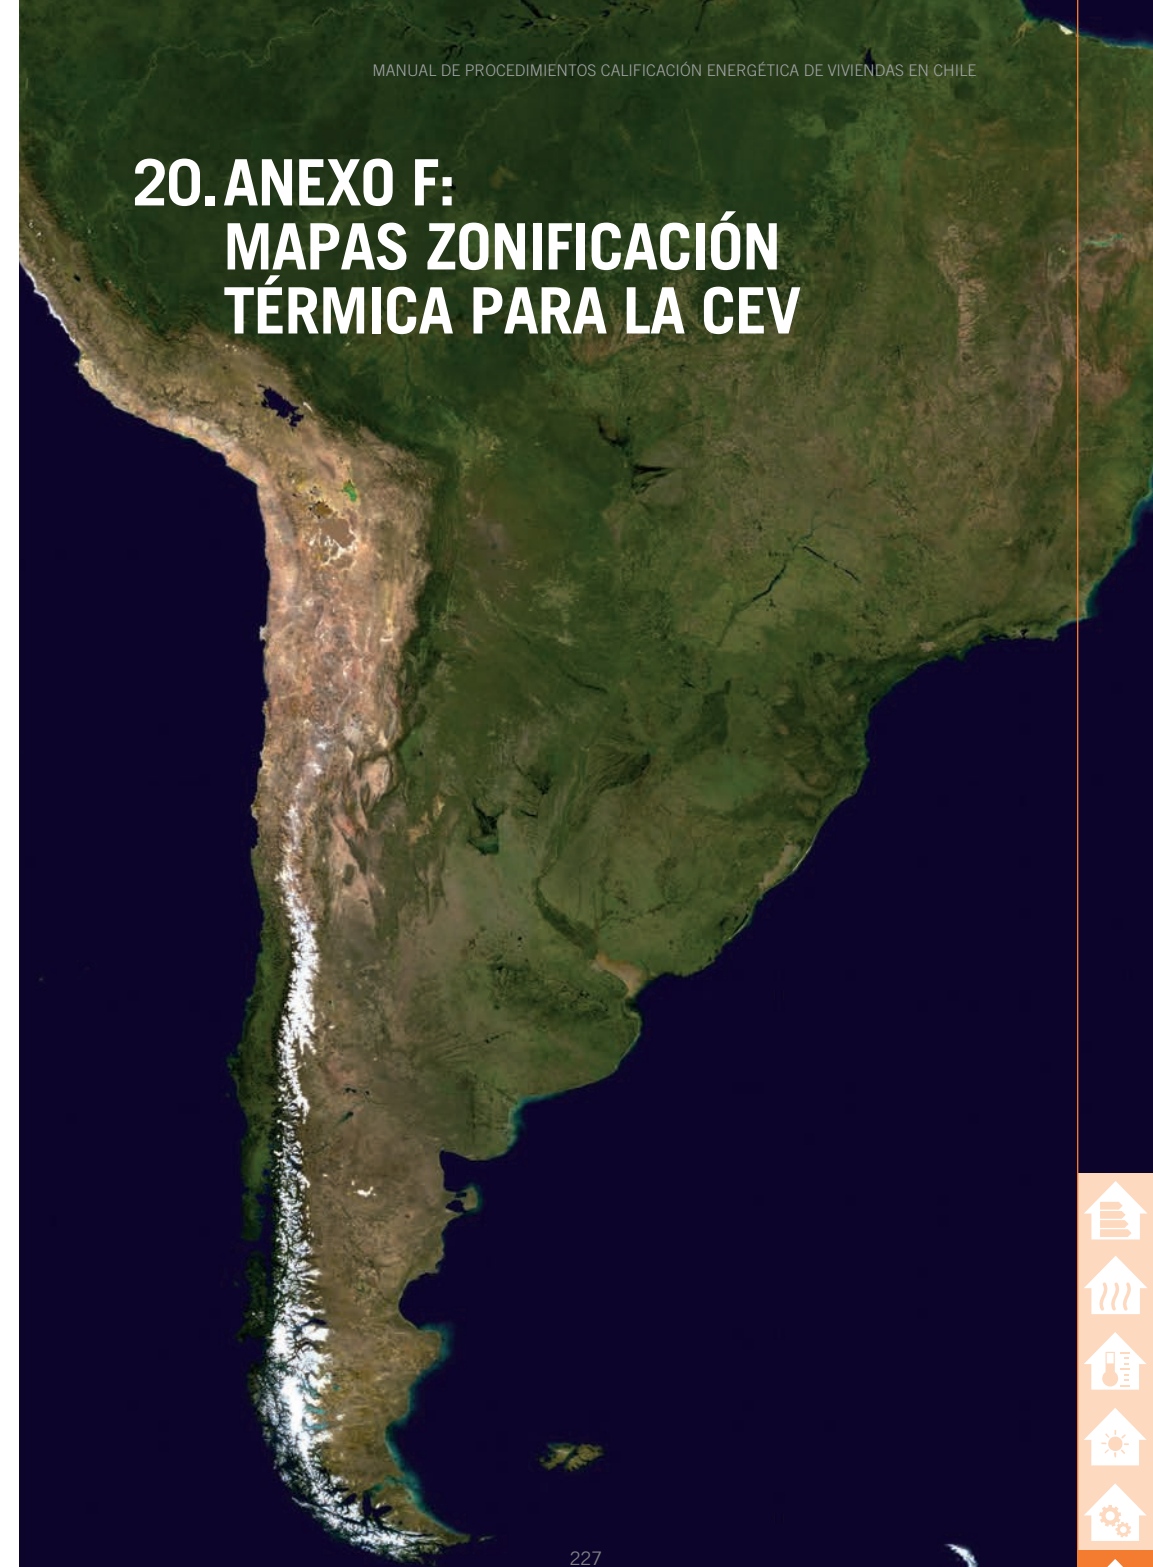 MANUAL DE PROCEDIMIENTOS CALIFICACIÓN ENERGÉTICA DE VIVIENDAS EN CHILE
20. ANEXO F:
MAPAS ZONIFICACIÓN
TÉRMICA PARA LA CEV
227